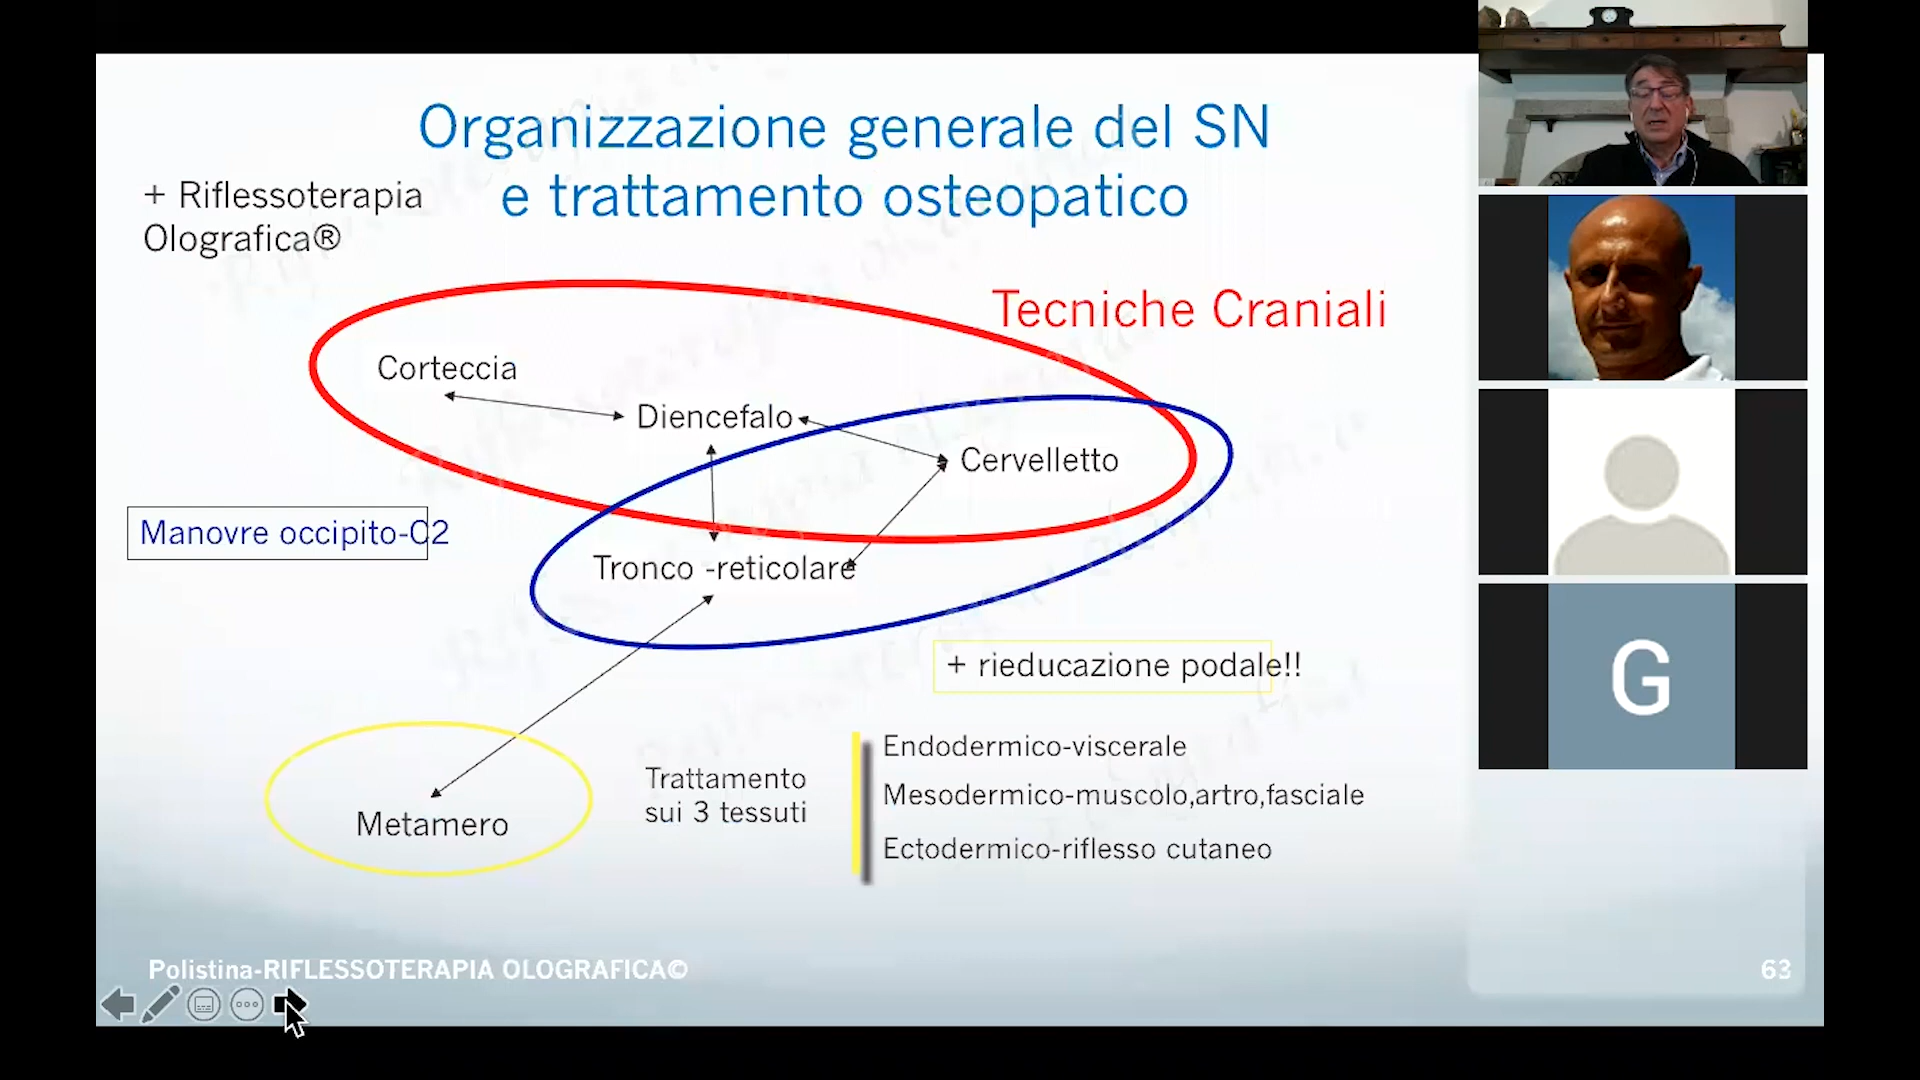 Organizzazione generale del SN
e trattamento osteopatico
+ Riflessoterapia
Olografica®
Tecniche Craniali
Corteccia
Diencefalo
Cervelletto
Manovre occipito-C2
Tronco -reticolare
+ rieducazione podale!!
Metamero
Trattamento
sui 3 tessuti
Endodermico-viscerale
Mesodermico-muscolo,artro,fasciale
Ectodermico-riflesso cutaneo
Polistina-RIFLESSOTERAPIA OLOGRAFICA©
63
G